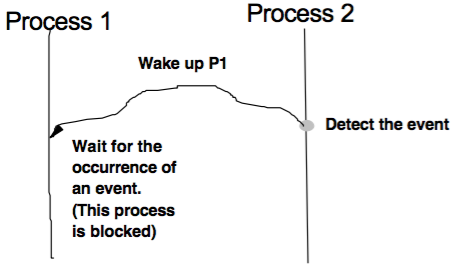 Process 1
Process 2
Wake up P1
Detect the event
Wait for the
occurrence of
an event.
(This process
is blocked)